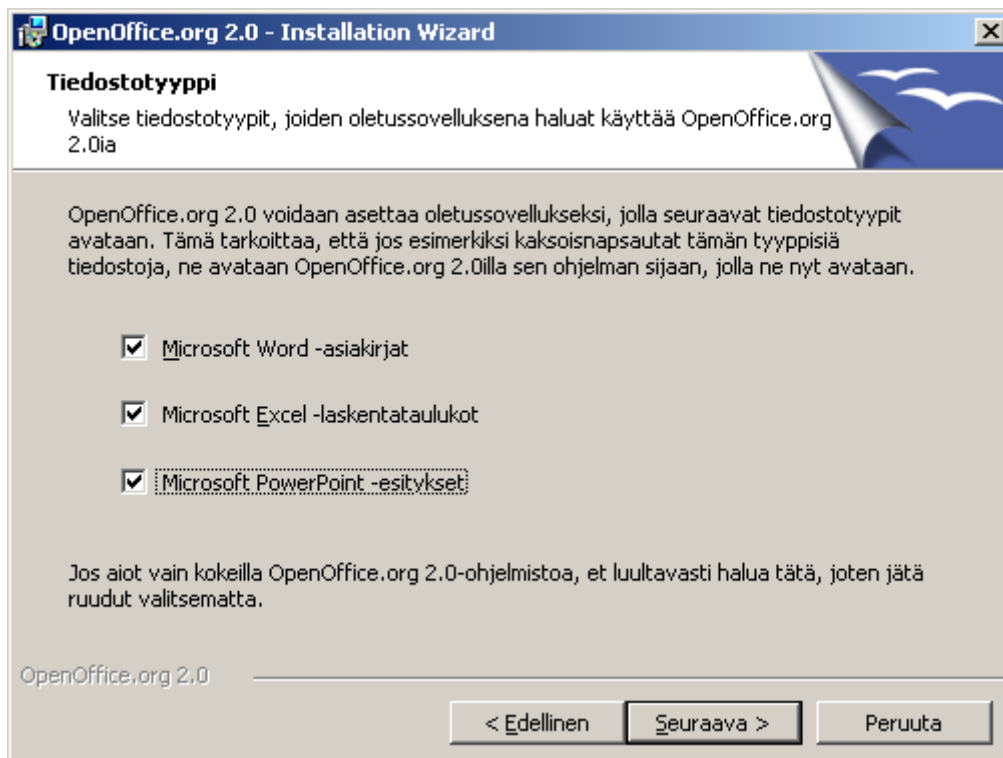 OpenOffice.org 2.0 - Installation Wizard
Tiedostotyyppi
Valitse tiedostotyypit, joiden oletussovelluksena haluat käyttää OpenOffice.org
2.0ia
OpenOffice.org 2.0 voidaan asettaa oletussovellukseksi, jolla seuraavat tiedostotyypit
avataan. Tämä tarkoittaa, että jos esimerkiksi kaksoisnapsautat tämän tyyppisiä
tiedostoja, ne avataan OpenOffice.org 2.0illa sen ohjelman sijaan, jolla ne nyt avataan.
Microsoft Word -asiakirjat
Microsoft Excel -laskentataulukot
Microsoft PowerPoint -esitykset
Jos aiot vain kokeilla OpenOffice.org 2.0-ohjelmistoa, et luultavasti halua tätä, joten jätä
ruudut valitsematta.
OpenOffice.org 2.0
< Edellinen
Seuraava >
Peruuta